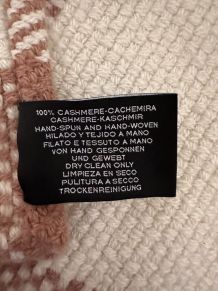 100% CASHMERE-CACHEMIRA
CASHMERE-KASCHMIR
HAND-SPUN AND HAND-WOVEN
HILADO Y TEJIDO A MANO
FILATO E TESSUTO A MANO
VON HAND GESPONNEN
UND GEWEBT
DRY CLEAN ONLY
LIMPIEZA EN SECO
PULITURA A SECCO
TROCKENREINIGUNG